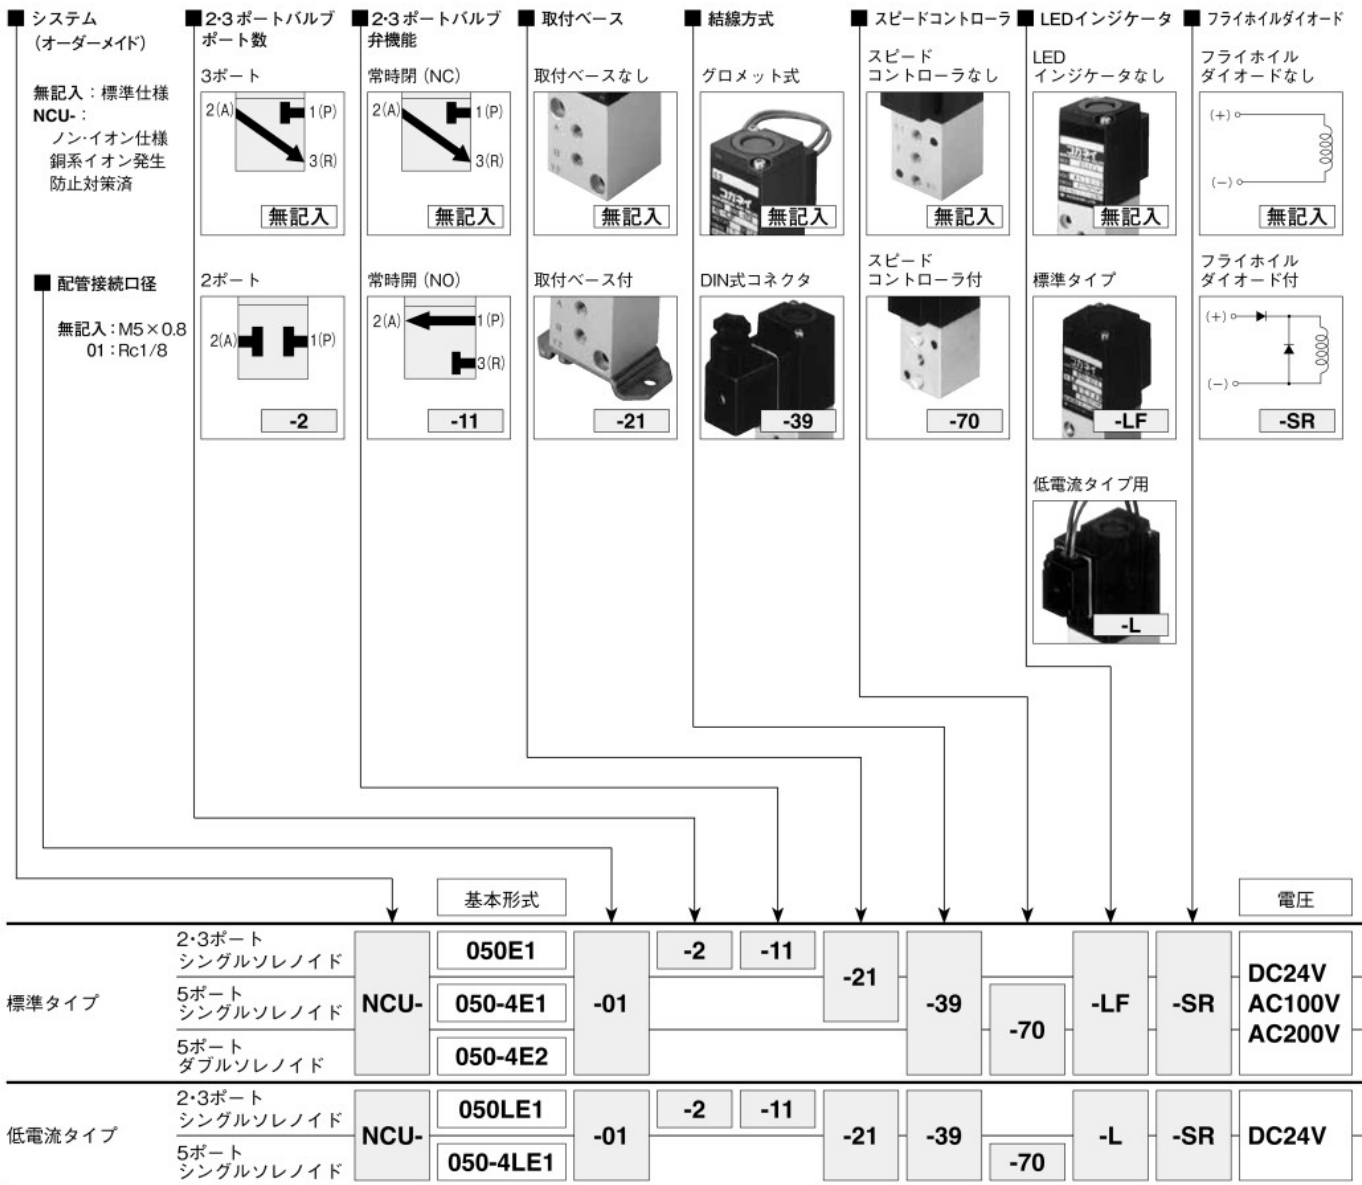 ■ システム
(オーダーメイド)
無記入：標準仕様
NCU-：
ノン・イオン仕様
銅系イオン発生
防止対策済
■ 配管接続口径
無記入：M5×0.8
01：Rc1/8
■ 2・3ポートバルブ
ポート数
3ポート
2(A)
1(P)
3(R)
無記入
2ポート
2(A)
1(P)
-2
■ 2・3ポートバルブ
弁機能
常時閉（NC）
2(A)
1(P)
3(R)
無記入
常時開（NO）
2(A)
1(P)
3(R)
-11
■ 取付ベース
取付ベースなし
無記入
取付ベース付
-21
■ 結線方式
グロメット式
コガネイ
無記入
DIN式コネクタ
-39
■ スピードコントローラ
スピード
コントローラなし
無記入
スピード
コントローラ付
-70
■ LEDインジケータ
LED
インジケータなし
コガネイ
無記入
標準タイプ
-LF
低電流タイプ用
-L
■ フライホイルダイオード
フライホイル
ダイオードなし
(+)
(−)
無記入
フライホイル
ダイオード付
(+)
(−)
-SR
基本形式
電圧
標準タイプ
2・3ポート
シングルソレノイド
5ポート
シングルソレノイド
5ポート
ダブルソレノイド
NCU-
050E1
050-4E1
050-4E2
-01
-2
-11
-21
-39
-70
-LF
-SR
DC24V
AC100V
AC200V
低電流タイプ
2・3ポート
シングルソレノイド
5ポート
シングルソレノイド
NCU-
050LE1
050-4LE1
-01
-2
-11
-21
-39
-70
-L
-SR
DC24V